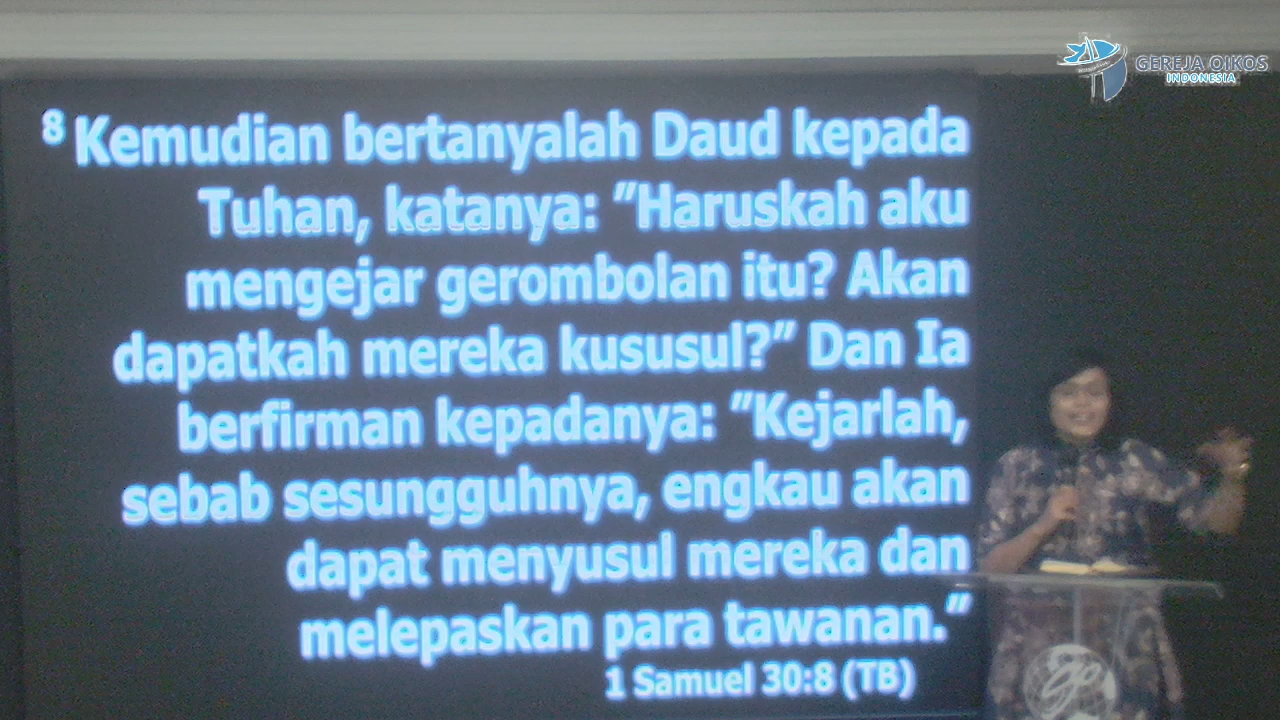 GEREJA OIKOS
INDONESIA
8 Kemudian bertanyalah Daud kepada
Tuhan, katanya: ”Haruskah aku
mengejar gerombolan itu? Akan
dapatkah mereka kususul?” Dan Ia
berfirman kepadanya: ”Kejarlah,
sebab sesungguhnya, engkau akan
dapat menyusul mereka dan
melepaskan para tawanan.”
1 Samuel 30:8 (TB)